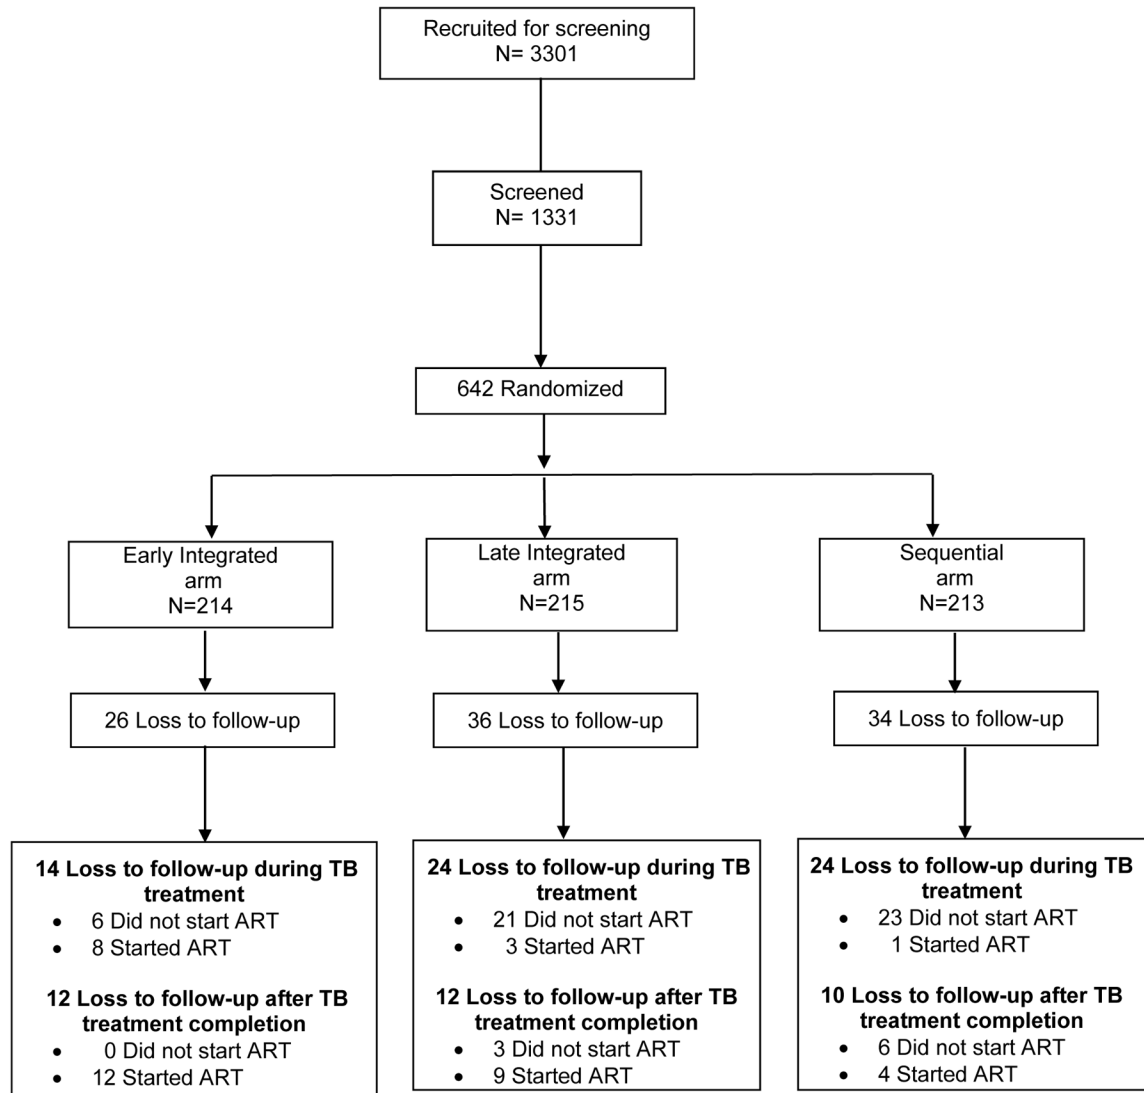 Recruited for screening
N= 3301
Screened
N= 1331
642 Randomized
Early Integrated
arm
N=214
Late Integrated
arm
N=215
Sequential
arm
N=213
26 Loss to follow-up
36 Loss to follow-up
34 Loss to follow-up
14 Loss to follow-up during TB
treatment
• 6 Did not start ART
• 8 Started ART
12 Loss to follow-up after TB
treatment completion
• 0 Did not start ART
• 12 Started ART
24 Loss to follow-up during TB
treatment
• 21 Did not start ART
• 3 Started ART
12 Loss to follow-up after TB
treatment completion
• 3 Did not start ART
• 9 Started ART
24 Loss to follow-up during TB
treatment
• 23 Did not start ART
• 1 Started ART
10 Loss to follow-up after TB
treatment completion
• 6 Did not start ART
• 4 Started ART